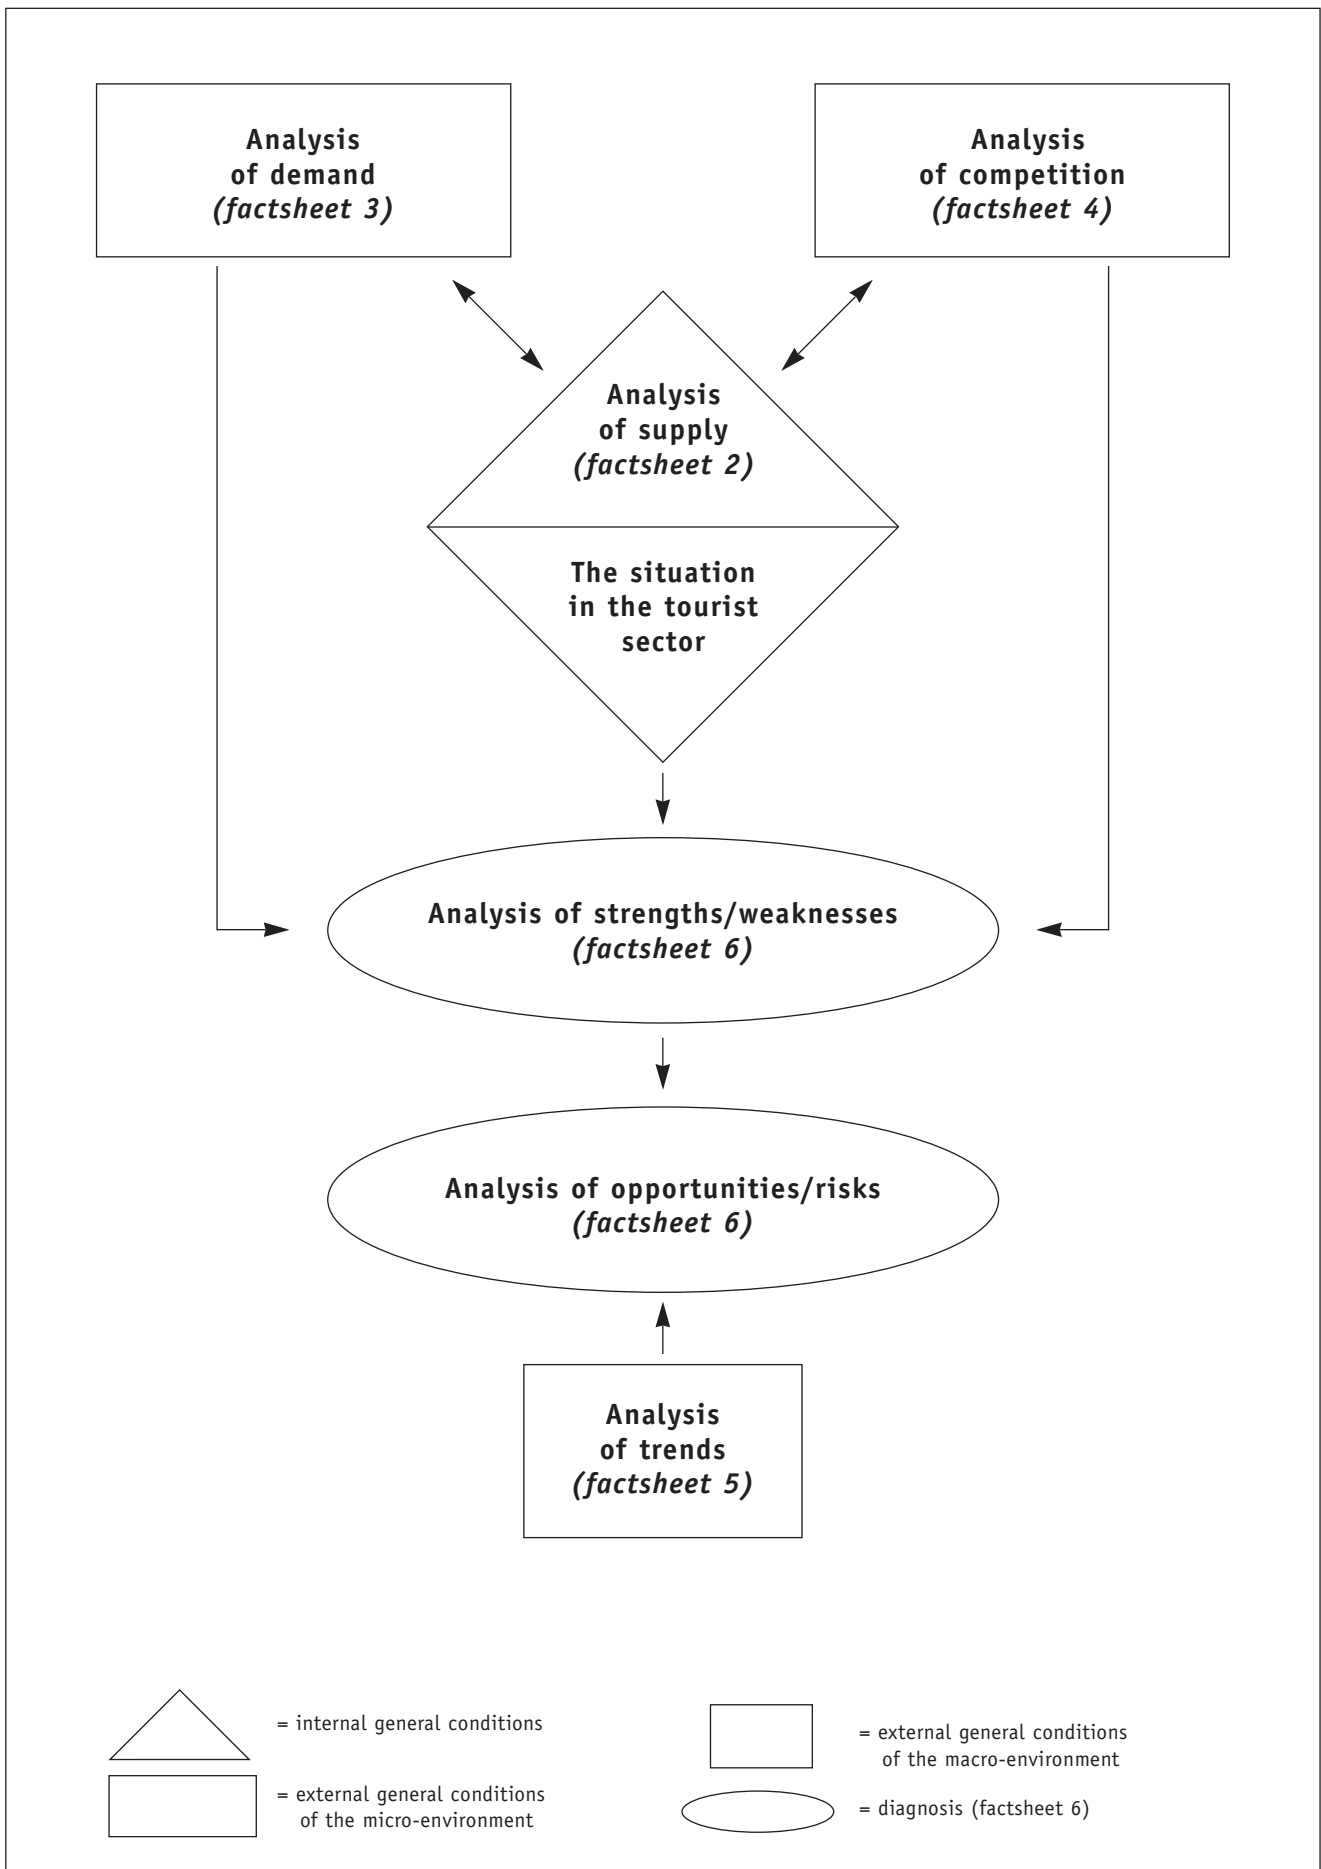 Analysis
of demand
(factsheet 3)
Analysis
of competition
(factsheet 4)
Analysis
of supply
(factsheet 2)
The situation
in the tourist
sector
Analysis of strengths/weaknesses
(factsheet 6)
Analysis of opportunities/risks
(factsheet 6)
Analysis
of trends
(factsheet 5)
= internal general conditions
= external general conditions
of the micro-environment
= external general conditions
of the macro-environment
= diagnosis (factsheet 6)